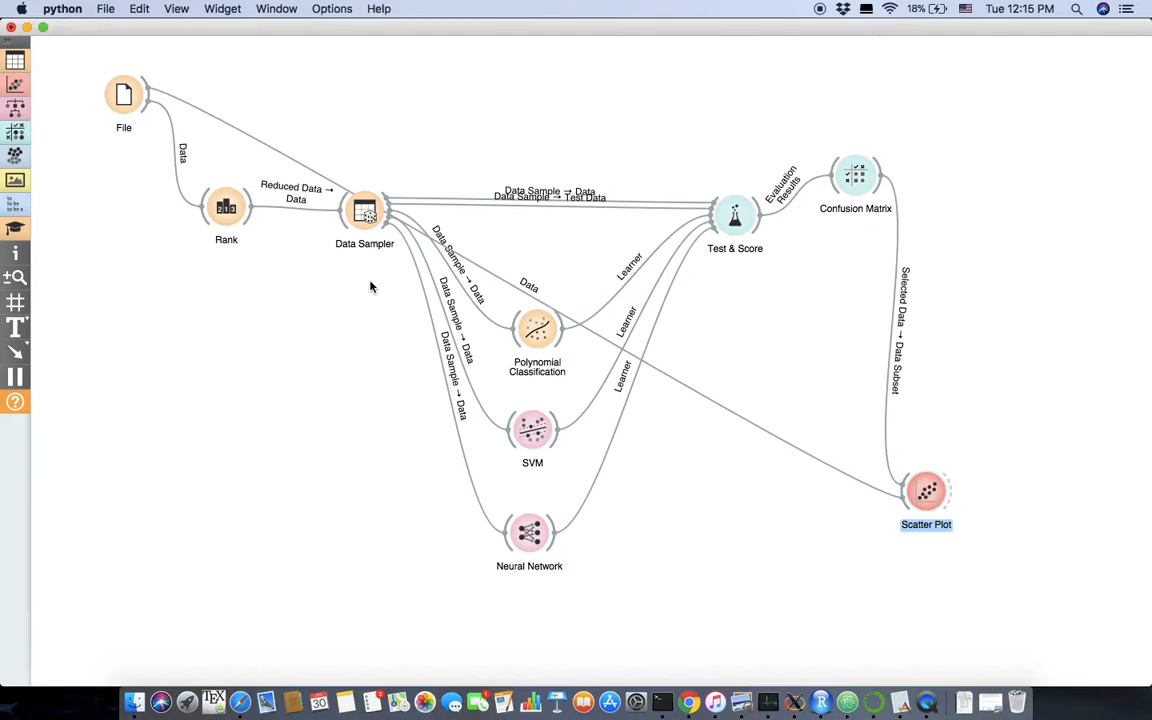 python File Edit View Widget Window Options Help
18% Tue 12:15 PM
File
Data
Reduced Data →
Data
Rank
Data Sampler
Data Sample → Data
Data Sample → Test Data
Data Sample → Data
Data Sample → Data
Data Sample → Data
Data
Learner
Learner
Learner
Polynomial
Classification
SVM
Neural Network
Test & Score
Evaluation
Results
Confusion Matrix
Selected Data → Data Subset
Scatter Plot